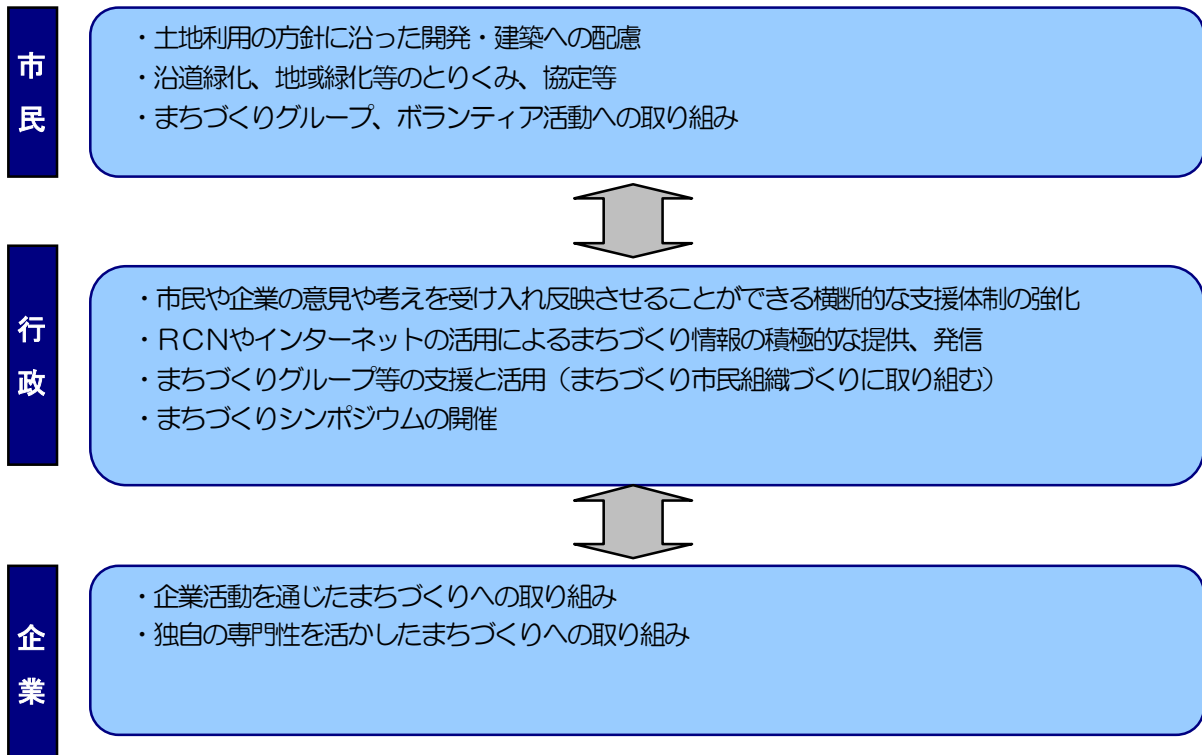 市民
・土地利用の方針に沿った開発・建築への配慮
・沿道緑化、地域緑化等のとりくみ、協定等
・まちづくりグループ、ボランティア活動への取り組み
行政
・市民や企業の意見や考えを受け入れ反映させることができる横断的な支援体制の強化
・ＲＣＮやインターネットの活用によるまちづくり情報の積極的な提供、発信
・まちづくりグループ等の支援と活用（まちづくり市民組織づくりに取り組む）
・まちづくりシンポジウムの開催
企業
・企業活動を通じたまちづくりへの取り組み
・独自の専門性を活かしたまちづくりへの取り組み